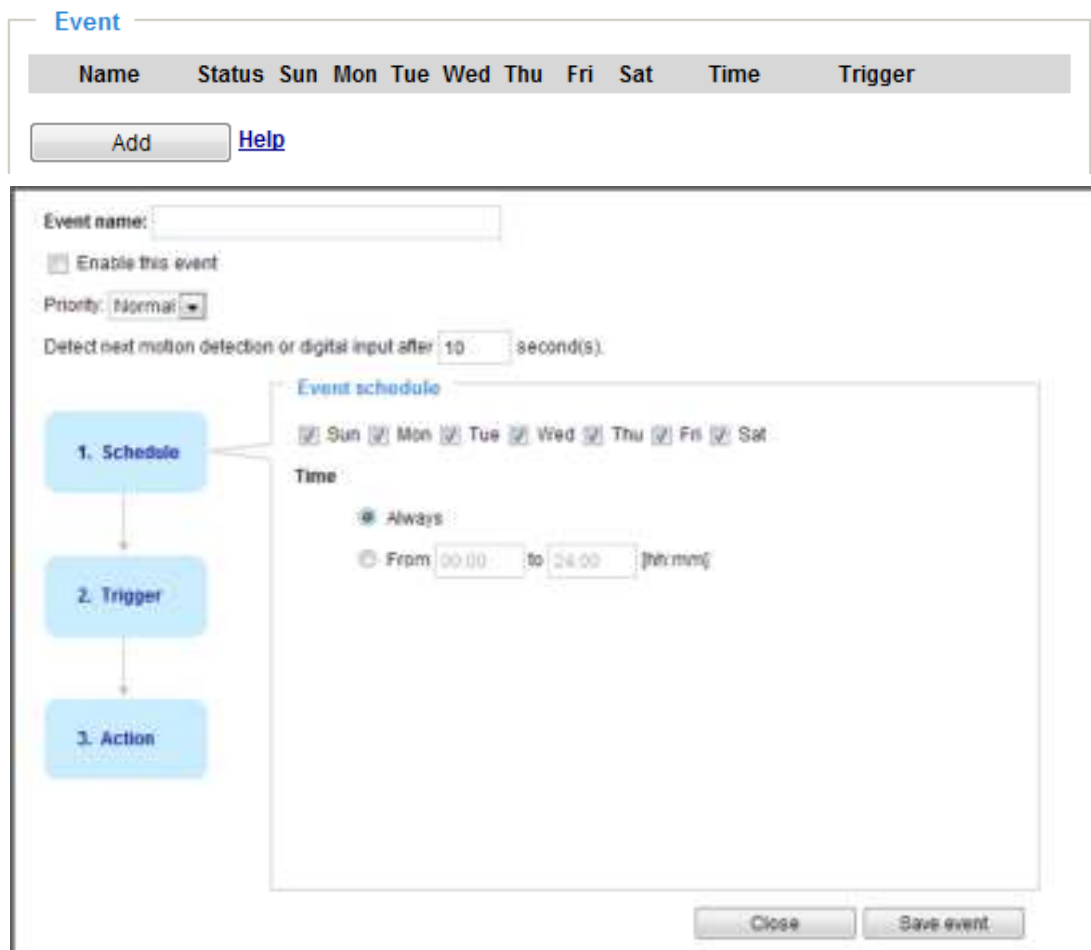 Event
Name Status Sun Mon Tue Wed Thu Fri Sat Time Trigger
Add Help
Event name:
Enable this event
Priority: Normal
Detect next motion detection or digital input after 10 second(s).
Event schedule
1. Schedule
Sun Mon Tue Wed Thu Fri Sat
Time
Always
From 00:00 to 24:00 [hh:mm]
2. Trigger
3. Action
Close Save event